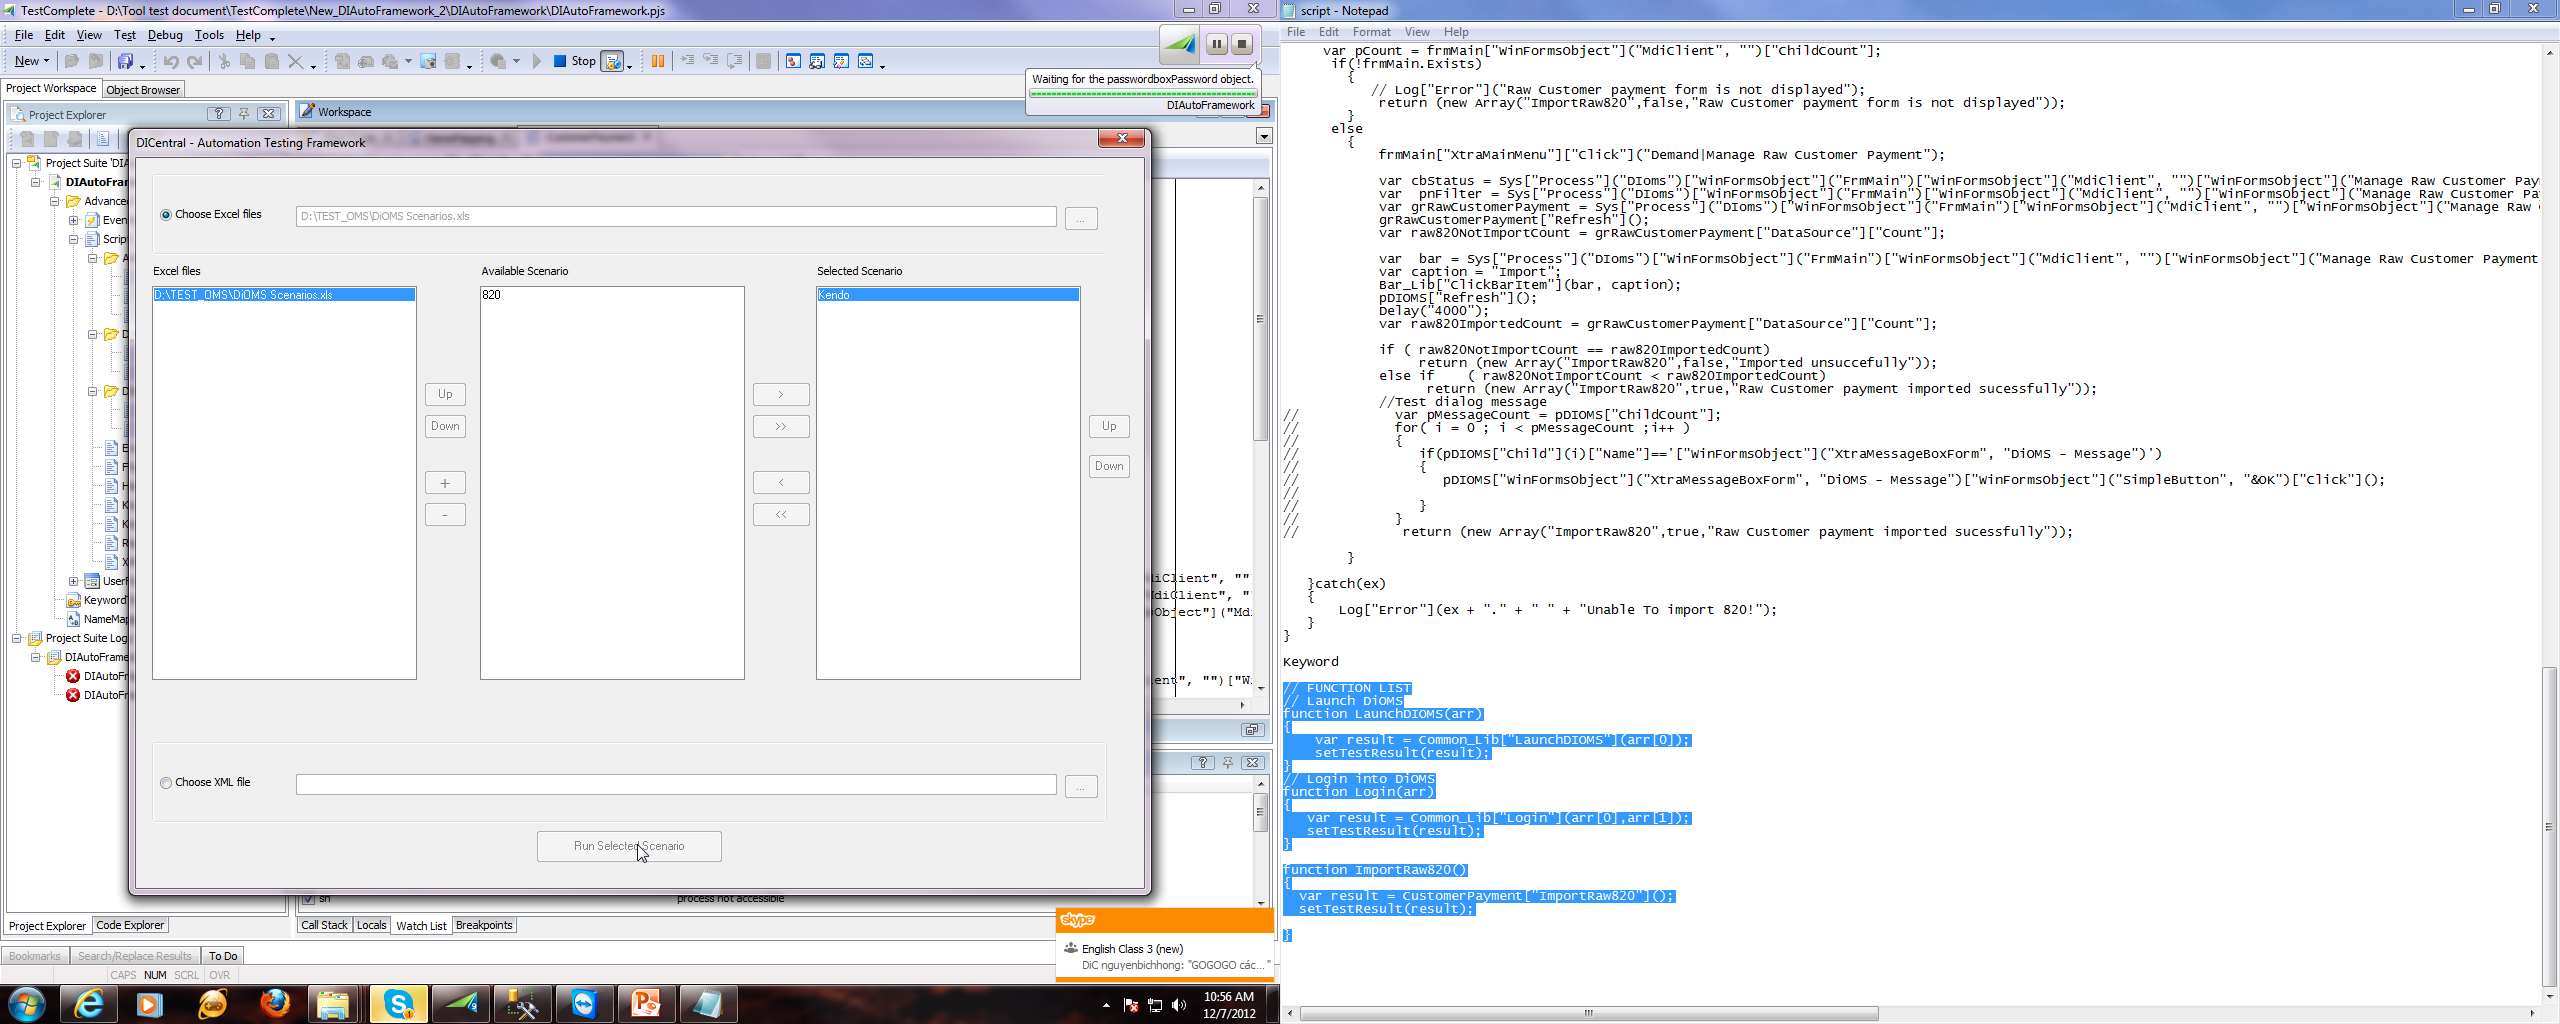 TestComplete - D:\Tool test document\TestComplete\New_DIAutoFramework_2\DIAutoFramework\DIAutoFramework.pjs
File Edit View Test Debug Tools Help
New
Stop
Waiting for the passwordboxPassword object.
DIAutoFramework
Project Workspace
Object Browser
Project Explorer
Workspace
Project Suite 'DIA
DIAutoFra
Advance
Even
Script
A
D
D
E
F
H
K
K
R
X
UserF
Keyword
NameMap
Project Suite Log
DIAutoFrame
DIAutoFr
DIAutoFr
DICentral - Automation Testing Framework
Choose Excel files
D:\TEST_OMS\DiOMS Scenarios.xls
...
Excel files
Available Scenario
Selected Scenario
D:\TEST_OMS\DiOMS Scenarios.xls
820
Kendo
Up
Down
+
-
>
>>
<
<<
Up
Down
Choose XML file
...
Run Selected Scenario
diClient", ""
MdiClient", "
Object"]("Md
ent", "")["W
sh
process not accessible
Project Explorer
Code Explorer
Call Stack
Locals
Watch List
Breakpoints
Bookmarks
Search/Replace Results
To Do
CAPS NUM SCRL OVR
skype
English Class 3 (new)
DiC nguyenbichhong: "GOGOGO các... "
10:56 AM
12/7/2012
script - Notepad
File Edit Format View Help
var pCount = frmMain["WinFormsObject"]("MdiClient", "")["ChildCount"];
if(!frmMain.Exists)
{
// Log["Error"]("Raw Customer payment form is not displayed");
return (new Array("ImportRaw820",false,"Raw Customer payment form is not displayed"));
}
else
{
frmMain["XtraMainMenu"]["Click"]("Demand|Manage Raw Customer Payment");
var cbStatus = Sys["Process"]("DIoms")["WinFormsObject"]("FrmMain")["WinFormsObject"]("MdiClient", "")["WinFormsObject"]("Manage Raw Customer Pay
var  pnFilter = Sys["Process"]("DIoms")["WinFormsObject"]("FrmMain")["WinFormsObject"]("MdiClient", "")["WinFormsObject"]("Manage Raw Customer Pa
var grRawCustomerPayment = Sys["Process"]("DIoms")["WinFormsObject"]("FrmMain")["WinFormsObject"]("MdiClient", "")["WinFormsObject"]("Manage Raw
grRawCustomerPayment["Refresh"]();
var raw820NotImportCount = grRawCustomerPayment["DataSource"]["Count"];
var  bar = Sys["Process"]("DIoms")["WinFormsObject"]("FrmMain")["WinFormsObject"]("MdiClient", "")["WinFormsObject"]("Manage Raw Customer Payment
var caption = "Import";
Bar_Lib["ClickBarItem"](bar, caption);
pDIOMS["Refresh"]();
Delay("4000");
var raw820ImportedCount = grRawCustomerPayment["DataSource"]["Count"];
if ( raw820NotImportCount == raw820ImportedCount)
return (new Array("ImportRaw820",false,"Imported unsuccefully"));
else if    ( raw820NotImportCount < raw820ImportedCount)
return (new Array("ImportRaw820",true,"Raw Customer payment imported sucessfully"));
//Test dialog message
// var pMessageCount = pDIOMS["ChildCount"];
// for( i = 0 ; i < pMessageCount ;i++ )
// {
// if(pDIOMS["Child"](i)["Name"]=='["WinFormsObject"]("XtraMessageBoxForm", "DiOMS - Message")')
// {
// pDIOMS["WinFormsObject"]("XtraMessageBoxForm", "DiOMS - Message")["WinFormsObject"]("SimpleButton", "&OK")["Click"]();
//
// }
// }
// return (new Array("ImportRaw820",true,"Raw Customer payment imported sucessfully"));
}
}catch(ex)
{
Log["Error"](ex + "." + " " + "Unable To import 820!");
}
}
Keyword
// FUNCTION LIST
// Launch DiOMS
function LaunchDIOMS(arr)
{
var result = Common_Lib["LaunchDIOMS"](arr[0]);
setTestResult(result);
}
// Login into DiOMS
function Login(arr)
{
var result = Common_Lib["Login"](arr[0],arr[1]);
setTestResult(result);
}
function ImportRaw820()
{
var result = CustomerPayment["ImportRaw820"]();
setTestResult(result);
}